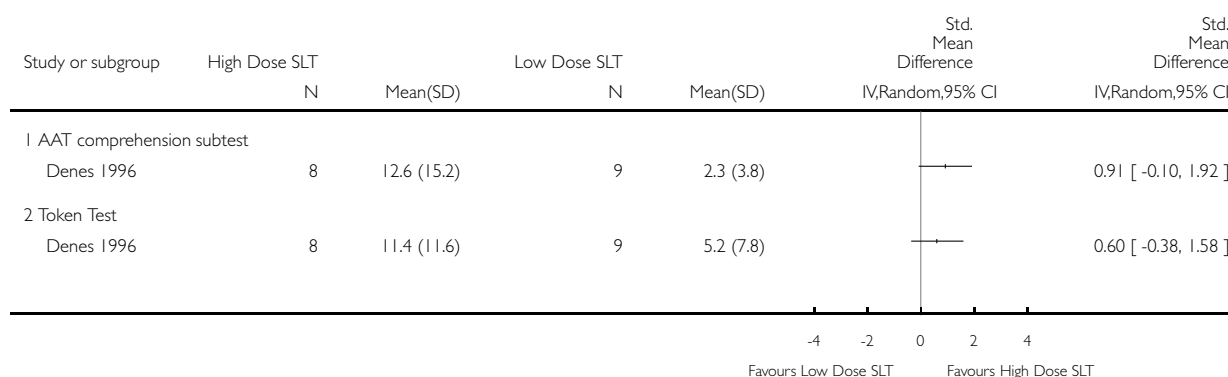 Study or subgroup High Dose SLT Low Dose SLT Std. Mean Difference Std. Mean Difference
N Mean(SD) N Mean(SD) IV,Random,95% CI IV,Random,95% CI
1 AAT comprehension subtest
Denes 1996 8 12.6 (15.2) 9 2.3 (3.8) 0.91 [ -0.10, 1.92 ]
2 Token Test
Denes 1996 8 11.4 (11.6) 9 5.2 (7.8) 0.60 [ -0.38, 1.58 ]
-4 -2 0 2 4
Favours Low Dose SLT Favours High Dose SLT